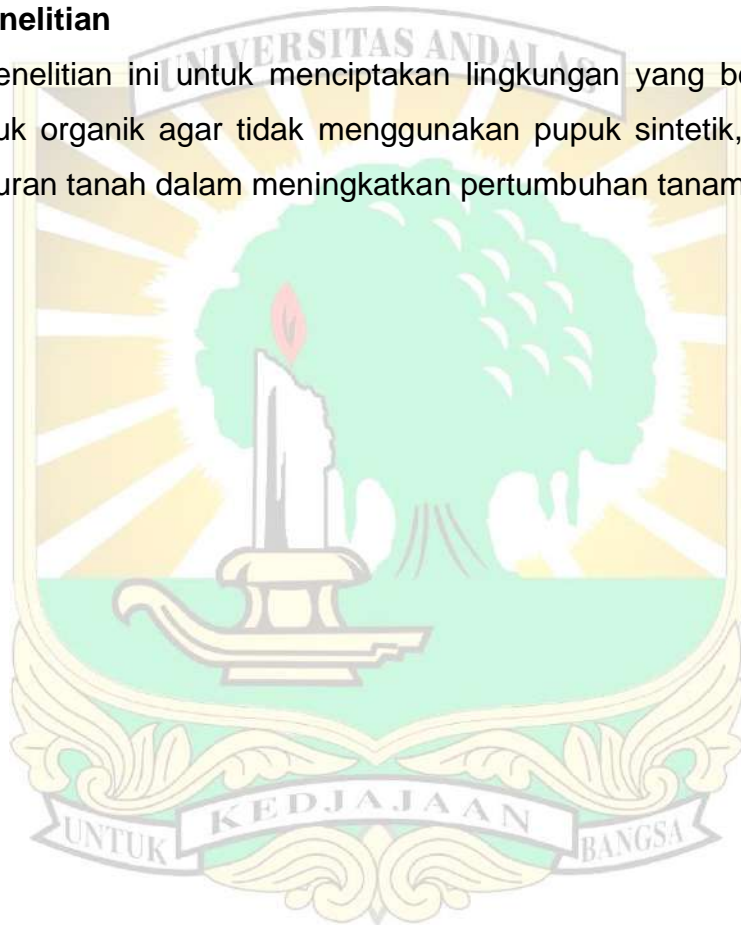 nelitian
UNIVERSITAS ANDALAS
enelitian ini untuk menciptakan lingkungan yang be
uk organik agar tidak menggunakan pupuk sintetik,
uran tanah dalam meningkatkan pertumbuhan tanam
UNTUK KEDJAJAAN BANGSA